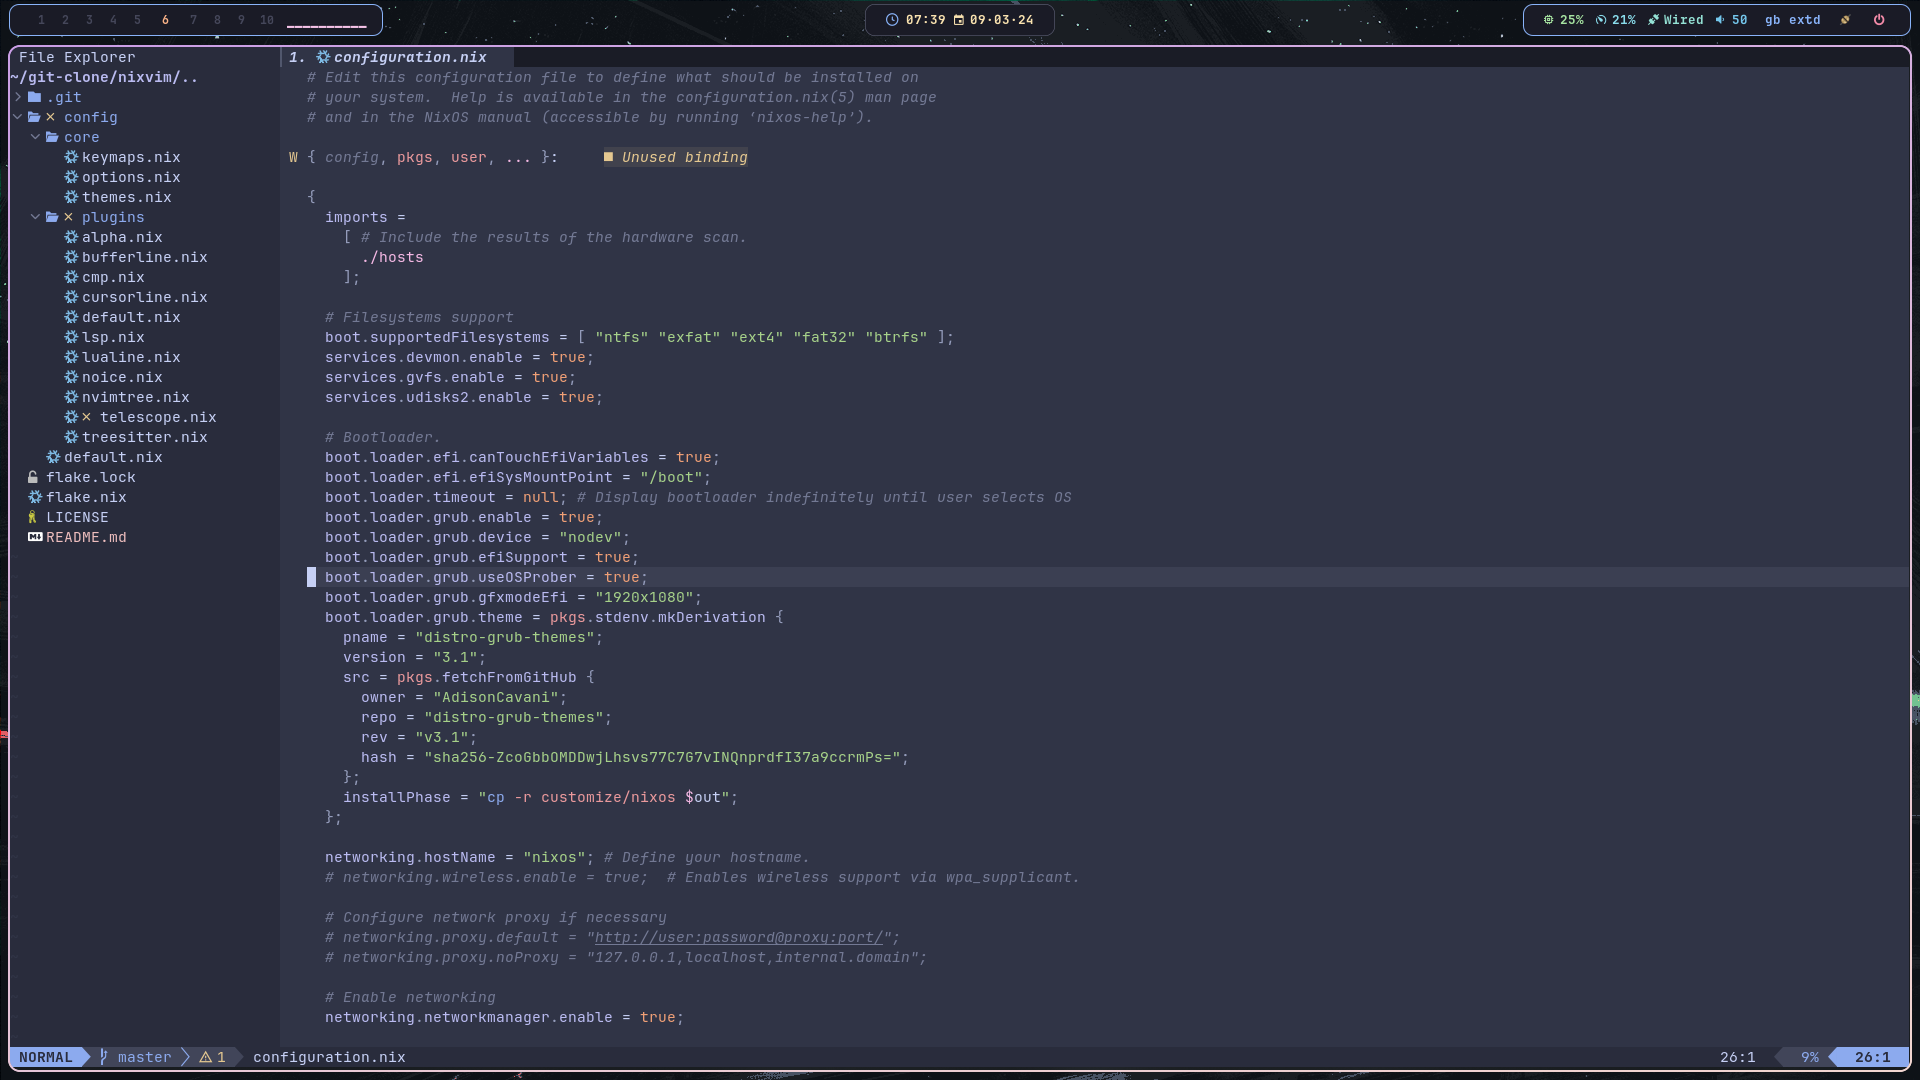 1 2 3 4 5 6 7 8 9 10
07:39 09·03·24
25% 21% Wired 50 gb extd
File Explorer
~/git-clone/nixvim/..
.git
config
core
keymaps.nix
options.nix
themes.nix
plugins
alpha.nix
bufferline.nix
cmp.nix
cursorline.nix
default.nix
lsp.nix
lualine.nix
noice.nix
nvimtree.nix
telescope.nix
treesitter.nix
default.nix
flake.lock
flake.nix
LICENSE
README.md
1. configuration.nix
# Edit this configuration file to define what should be installed on
# your system.  Help is available in the configuration.nix(5) man page
# and in the NixOS manual (accessible by running ‘nixos-help’).
W { config, pkgs, user, ... }:     ■ Unused binding
{
imports =
[ # Include the results of the hardware scan.
./hosts
];
# Filesystems support
boot.supportedFilesystems = [ "ntfs" "exfat" "ext4" "fat32" "btrfs" ];
services.devmon.enable = true;
services.gvfs.enable = true;
services.udisks2.enable = true;
# Bootloader.
boot.loader.efi.canTouchEfiVariables = true;
boot.loader.efi.efiSysMountPoint = "/boot";
boot.loader.timeout = null; # Display bootloader indefinitely until user selects OS
boot.loader.grub.enable = true;
boot.loader.grub.device = "nodev";
boot.loader.grub.efiSupport = true;
boot.loader.grub.useOSProber = true;
boot.loader.grub.gfxmodeEfi = "1920x1080";
boot.loader.grub.theme = pkgs.stdenv.mkDerivation {
pname = "distro-grub-themes";
version = "3.1";
src = pkgs.fetchFromGitHub {
owner = "AdisonCavani";
repo = "distro-grub-themes";
rev = "v3.1";
hash = "sha256-ZcoGbbOMDDwjLhsvs77C7G7vINQnprdfI37a9ccrmPs=";
};
installPhase = "cp -r customize/nixos $out";
};
networking.hostName = "nixos"; # Define your hostname.
# networking.wireless.enable = true;  # Enables wireless support via wpa_supplicant.
# Configure network proxy if necessary
# networking.proxy.default = "http://user:password@proxy:port/";
# networking.proxy.noProxy = "127.0.0.1,localhost,internal.domain";
# Enable networking
networking.networkmanager.enable = true;
NORMAL master 1 configuration.nix 26:1 9% 26:1